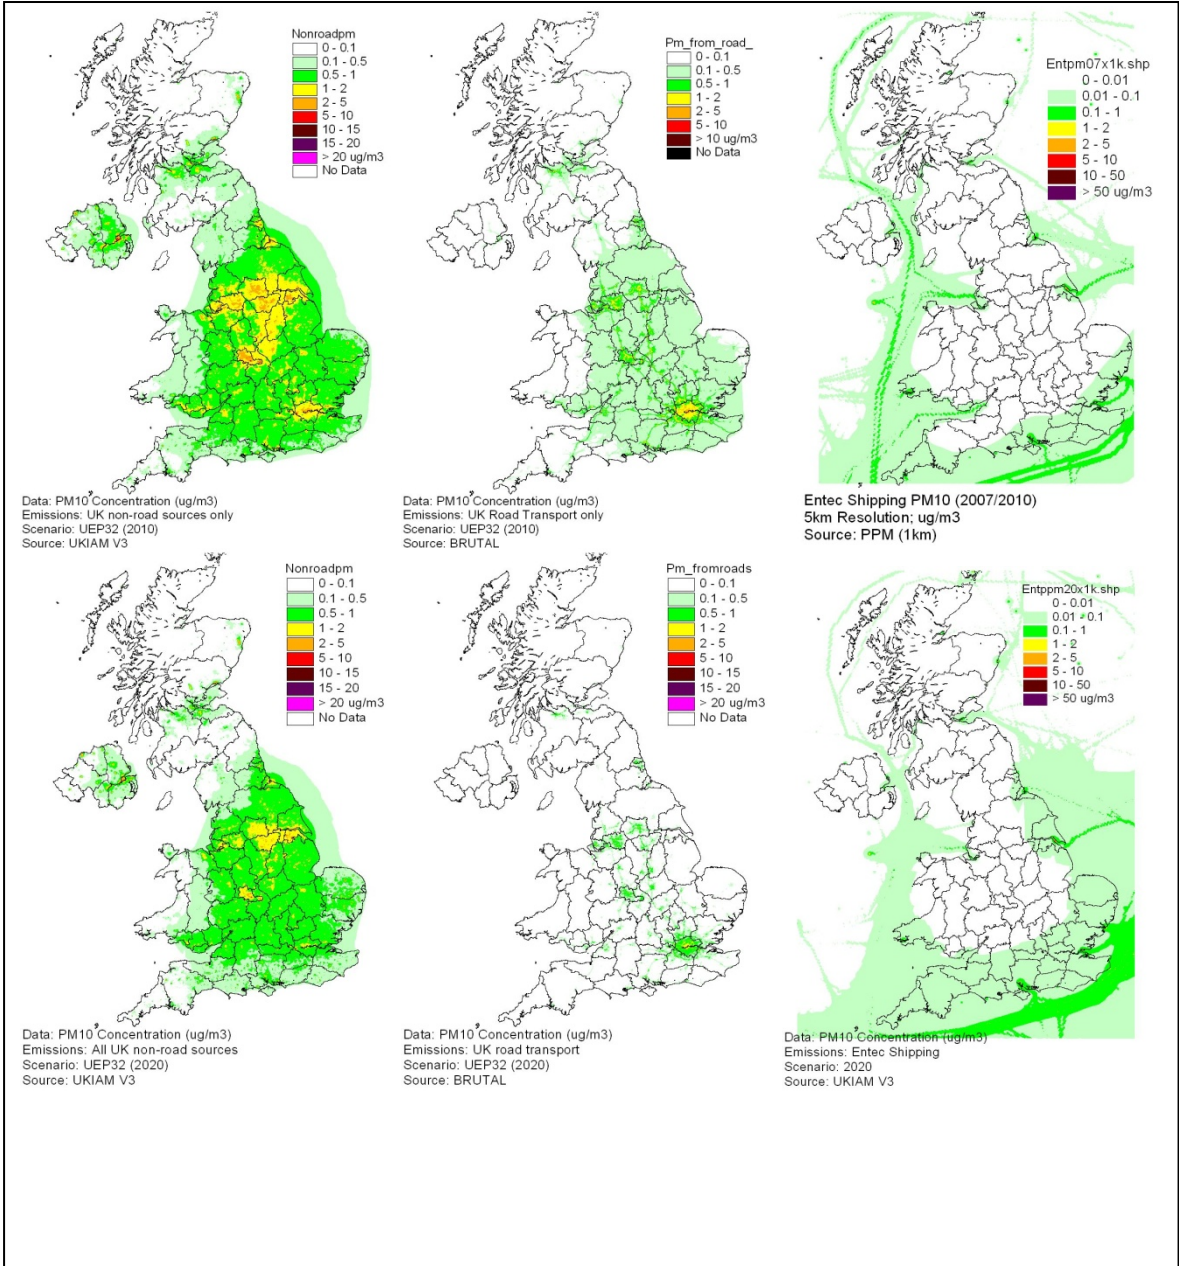 Nonroadpm
0 - 0.1
0.1 - 0.5
0.5 - 1
1 - 2
2 - 5
5 - 10
10 - 15
15 - 20
> 20 ug/m3
No Data
Data: PM10 Concentration (ug/m3)
Emissions: UK non-road sources only
Scenario: UEP32 (2010)
Source: UKIAM V3
Pm_from_road_
0 - 0.1
0.1 - 0.5
0.5 - 1
1 - 2
2 - 5
5 - 10
> 10 ug/m3
No Data
Data: PM10 Concentration (ug/m3)
Emissions: UK Road Transport only
Scenario: UEP32 (2010)
Source: BRUTAL
Entpm07x1k.shp
0 - 0.01
0.01 - 0.1
0.1 - 1
1 - 2
2 - 5
5 - 10
10 - 50
> 50 ug/m3
Entec Shipping PM10 (2007/2010)
5km Resolution; ug/m3
Source: PPM (1km)
Nonroadpm
0 - 0.1
0.1 - 0.5
0.5 - 1
1 - 2
2 - 5
5 - 10
10 - 15
15 - 20
> 20 ug/m3
No Data
Data: PM10 Concentration (ug/m3)
Emissions: All UK non-road sources
Scenario: UEP32 (2020)
Source: UKIAM V3
Pm_fromroads
0 - 0.1
0.1 - 0.5
0.5 - 1
1 - 2
2 - 5
5 - 10
10 - 15
15 - 20
> 20 ug/m3
No Data
Data: PM10 Concentration (ug/m3)
Emissions: UK road transport
Scenario: UEP32 (2020)
Source: BRUTAL
Entppm20x1k.shp
0 - 0.01
0.01 - 0.1
0.1 - 1
1 - 2
2 - 5
5 - 10
10 - 50
> 50 ug/m3
Data: PM10 Concentration (ug/m3)
Emissions: Entec Shipping
Scenario: 2020
Source: UKIAM V3